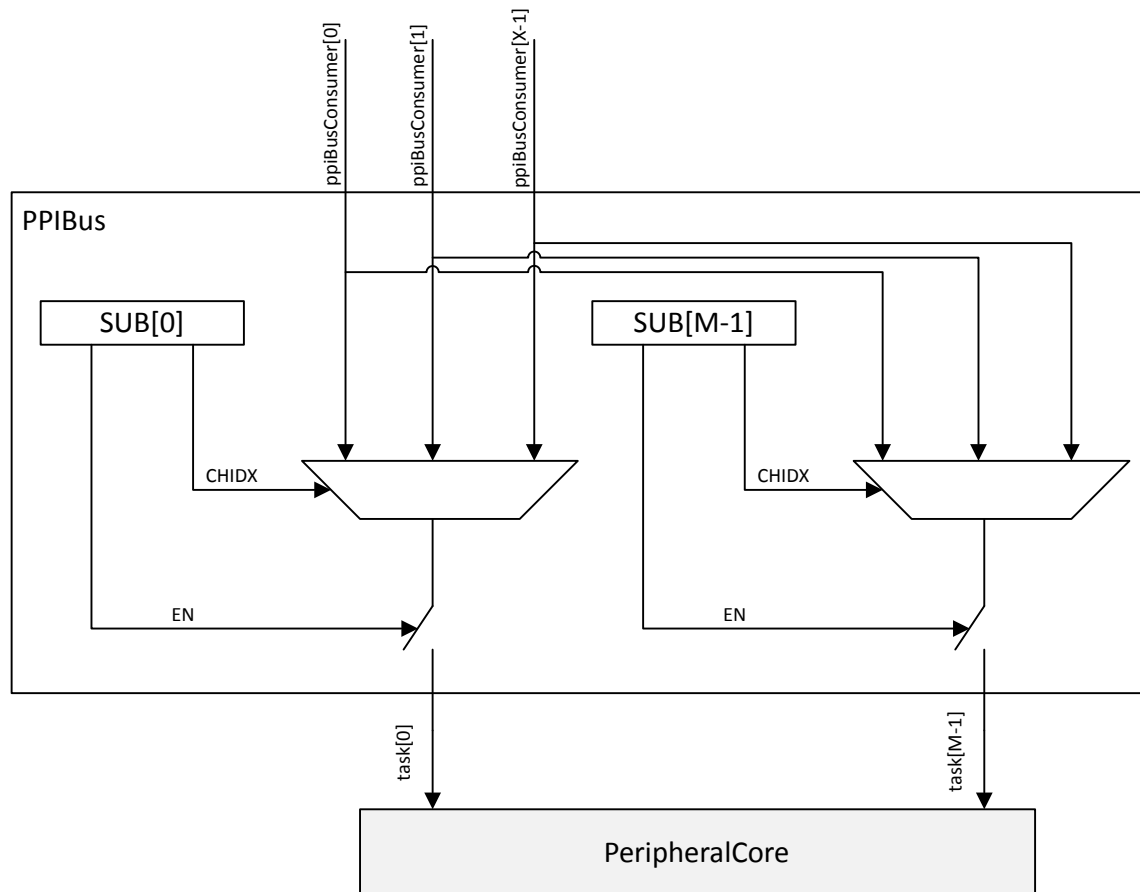 ppiBusConsumer[0]
ppiBusConsumer[1]
ppiBusConsumer[X-1]
PPIBus
SUB[0]
SUB[M-1]
CHIDX
CHIDX
EN
EN
task[0]
task[M-1]
PeripheralCore